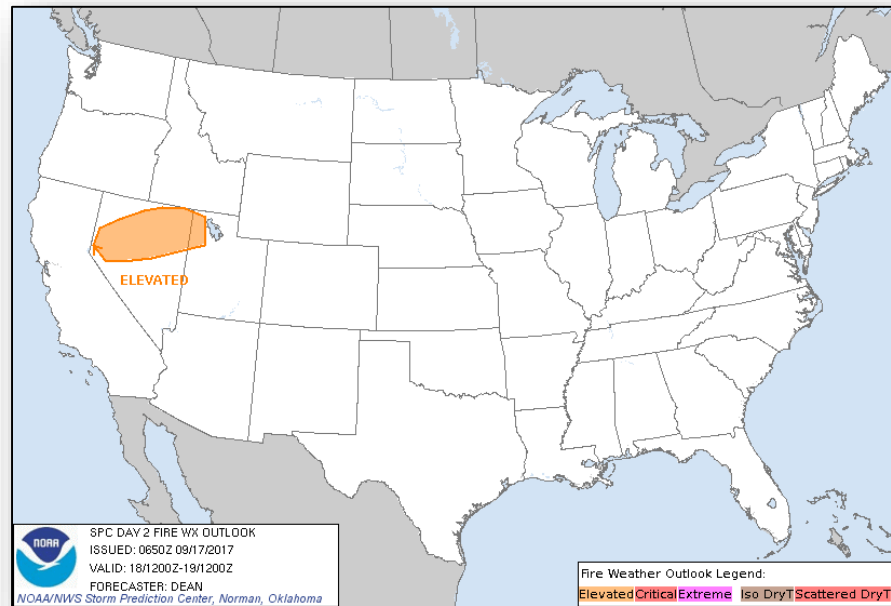 ELEVATED
NOAA
SPC DAY 2 FIRE WX OUTLOOK
ISSUED: 0650Z 09/17/2017
VALID: 18/1200Z-19/1200Z
FORECASTER: DEAN
NOAA/NWS Storm Prediction Center, Norman, Oklahoma
Fire Weather Outlook Legend:
Elevated Critical Extreme Iso DryT Scattered DryT